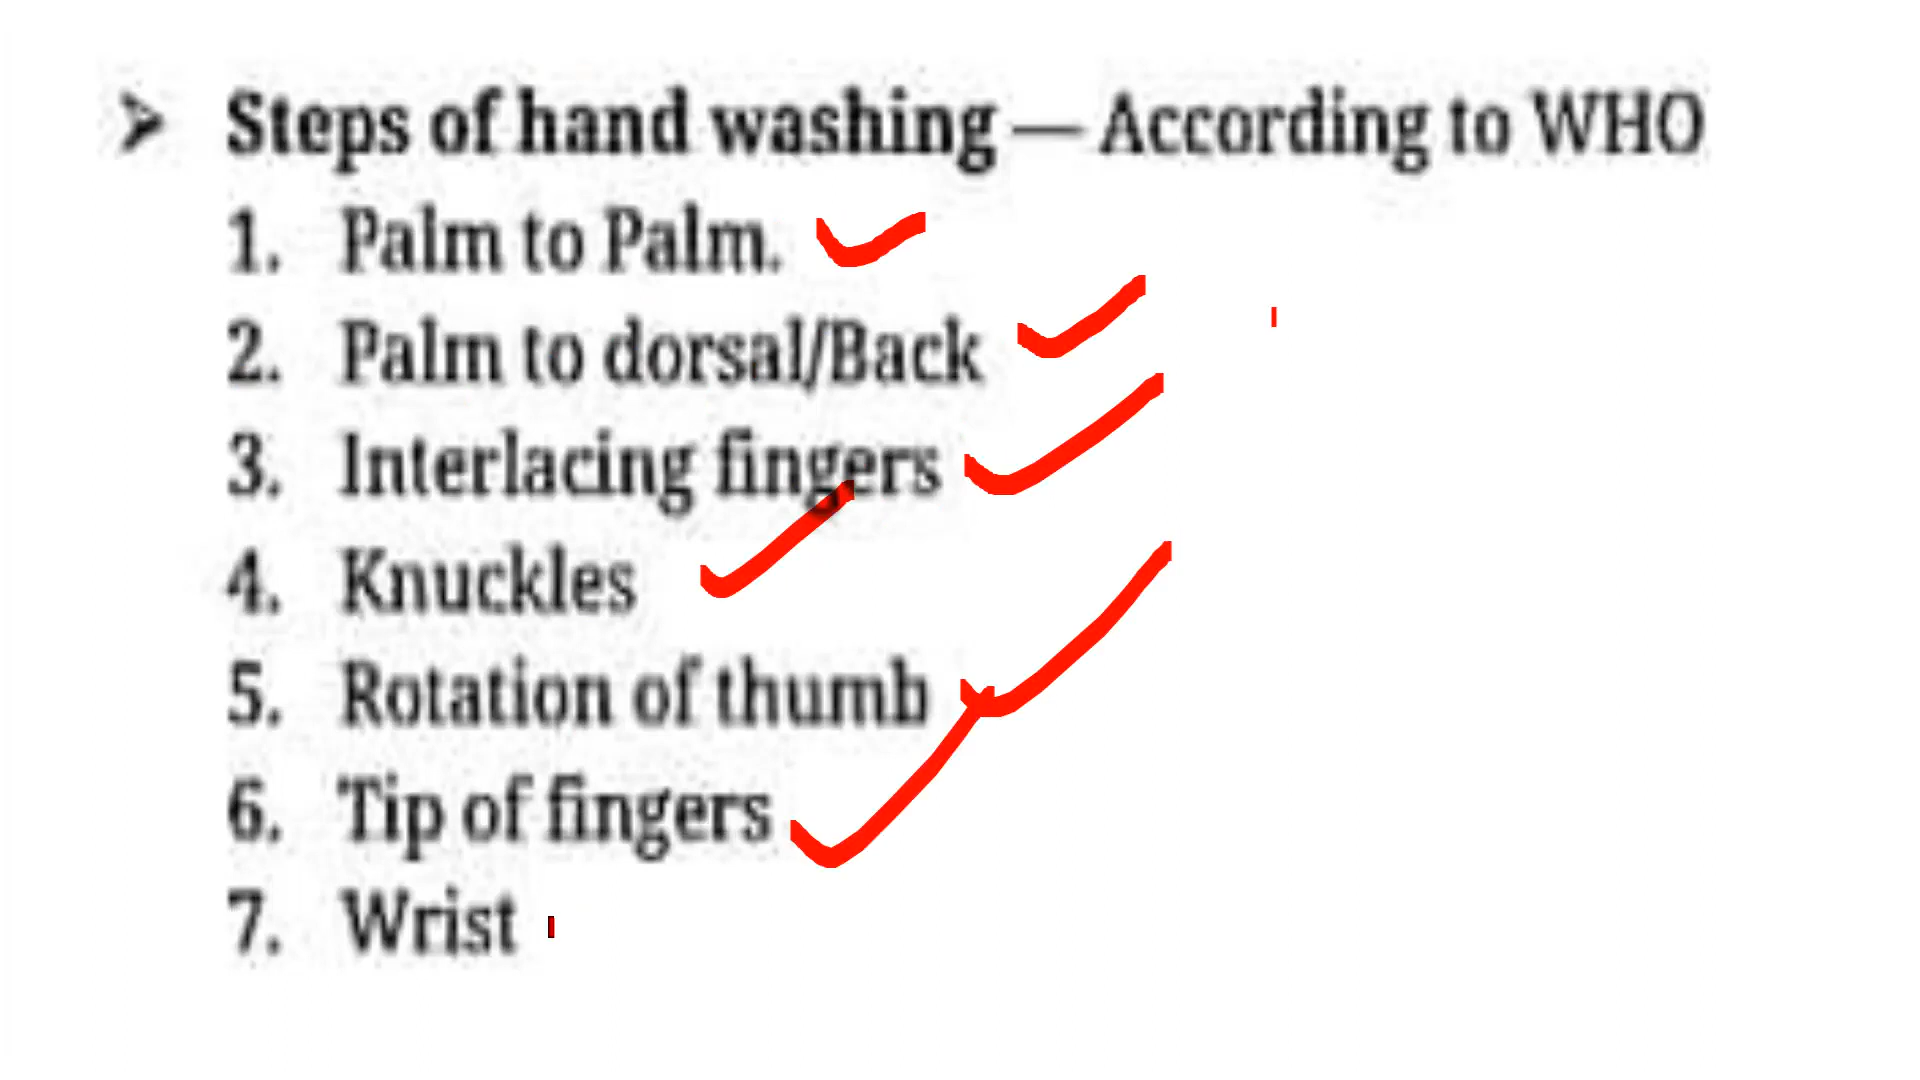 ➢ Steps of hand washing — According to WHO
1. Palm to Palm.
2. Palm to dorsal/Back
3. Interlacing fingers
4. Knuckles
5. Rotation of thumb
6. Tip of fingers
7. Wrist